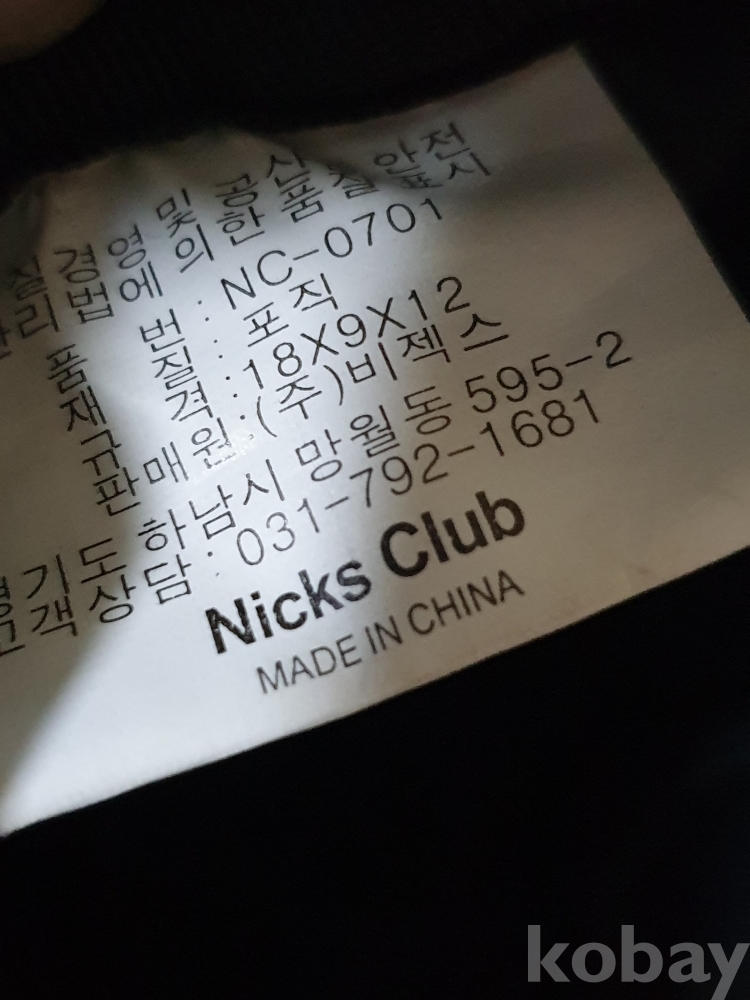 질경영 및 공산 안전
관리법에 의한 품질표시
품 번 : NC-0701
재 질 : 포직
규 격 : 18X9X12
판매원 : (주)비젝스
경기도 하남시 망월동 595-2
고객상담 : 031-792-1681
Nicks Club
MADE IN CHINA
kobay